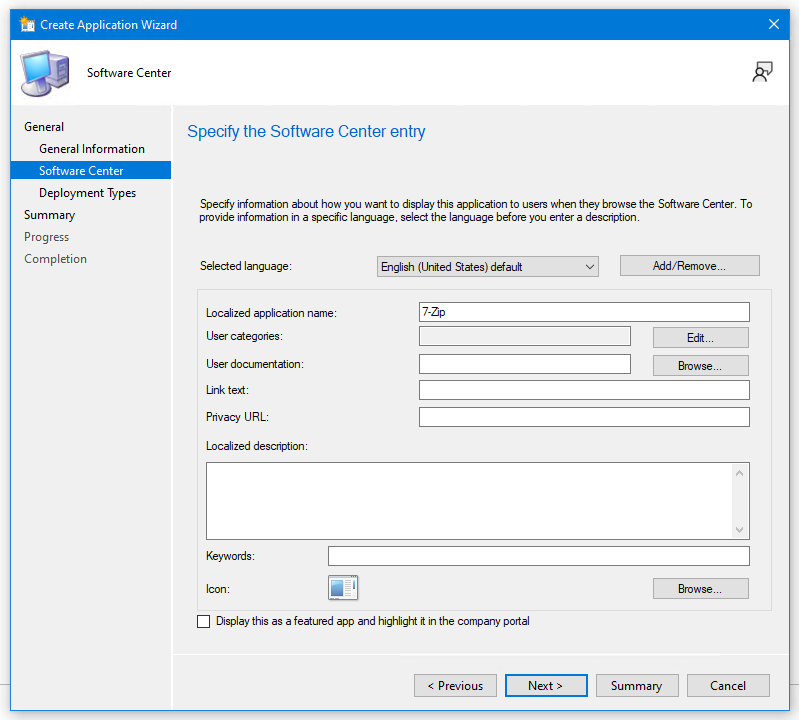 Create Application Wizard
Software Center
General
General Information
Software Center
Deployment Types
Summary
Progress
Completion
Specify the Software Center entry
Specify information about how you want to display this application to users when they browse the Software Center. To
provide information in a specific language, select the language before you enter a description.
Selected language: English (United States) default Add/Remove...
Localized application name: 7-Zip
User categories: Edit...
User documentation: Browse...
Link text:
Privacy URL:
Localized description:
Keywords:
Icon: Browse...
Display this as a featured app and highlight it in the company portal
< Previous Next > Summary Cancel